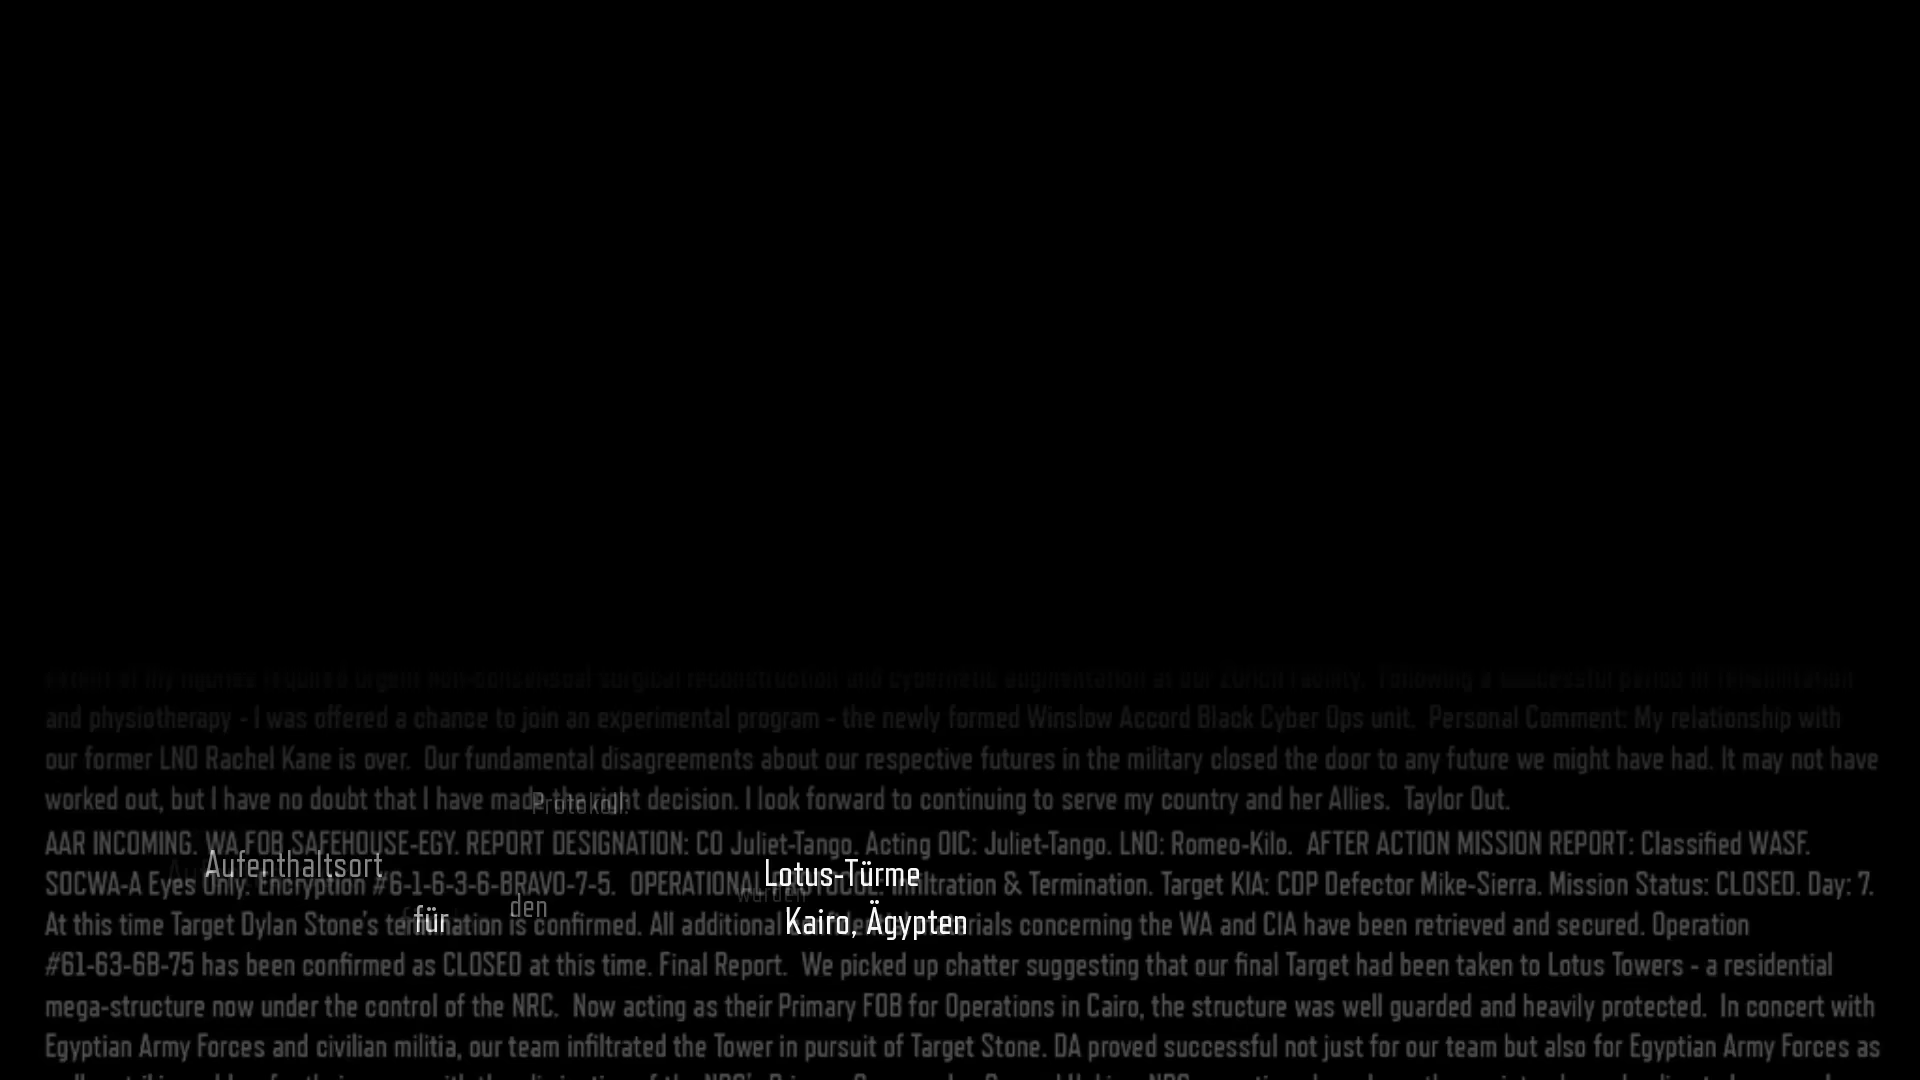 and physiotherapy - I was offered a chance to join an experimental program - the newly formed Winslow Accord Black Cyber Ops unit. Personal Comment: My relationship with
our former LNO Rachel Kane is over. Our fundamental disagreements about our respective futures in the military closed the door to any future we might have had. It may not have
worked out, but I have no doubt that I have made the right decision. I look forward to continuing to serve my country and her Allies. Taylor Out.
Protokoll:
AAR INCOMING. WA FOB SAFEHOUSE-EGY. REPORT DESIGNATION: CO Juliet-Tango. Acting OIC: Juliet-Tango. LNO: Romeo-Kilo. AFTER ACTION MISSION REPORT: Classified WASF.
Aufenthaltsort
Lotus-Türme
SOCWA-A Eyes Only. Encryption #6-1-6-3-6-BRAVO-7-5. OPERATIONAL Infiltration & Termination. Target KIA: CDP Defector Mike-Sierra. Mission Status: CLOSED. Day: 7.
wurden
den
für
Kairo, Ägypten
At this time Target Dylan Stone's termination is confirmed. All additional materials concerning the WA and CIA have been retrieved and secured. Operation
#61-63-6B-75 has been confirmed as CLOSED at this time. Final Report. We picked up chatter suggesting that our final Target had been taken to Lotus Towers - a residential
mega-structure now under the control of the NRC. Now acting as their Primary FOB for Operations in Cairo, the structure was well guarded and heavily protected. In concert with
Egyptian Army Forces and civilian militia, our team infiltrated the Tower in pursuit of Target Stone. DA proved successful not just for our team but also for Egyptian Army Forces as